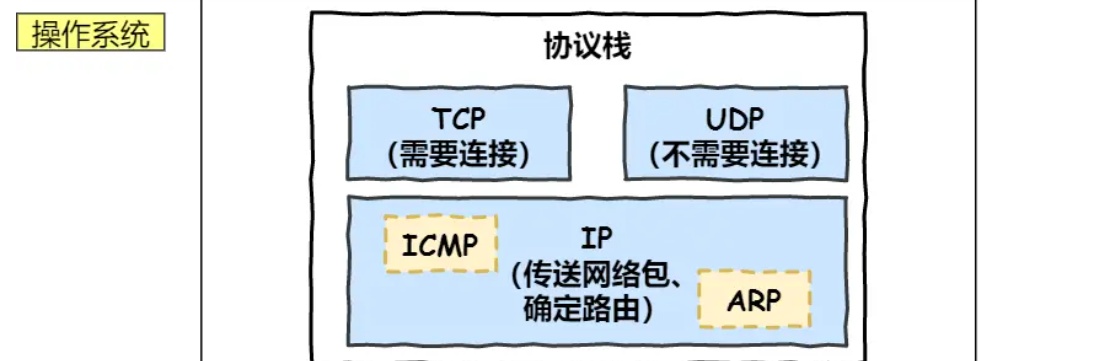 操作系统
协议栈
TCP
(需要连接)
UDP
(不需要连接)
ICMP
IP
(传送网络包、
确定路由)
ARP